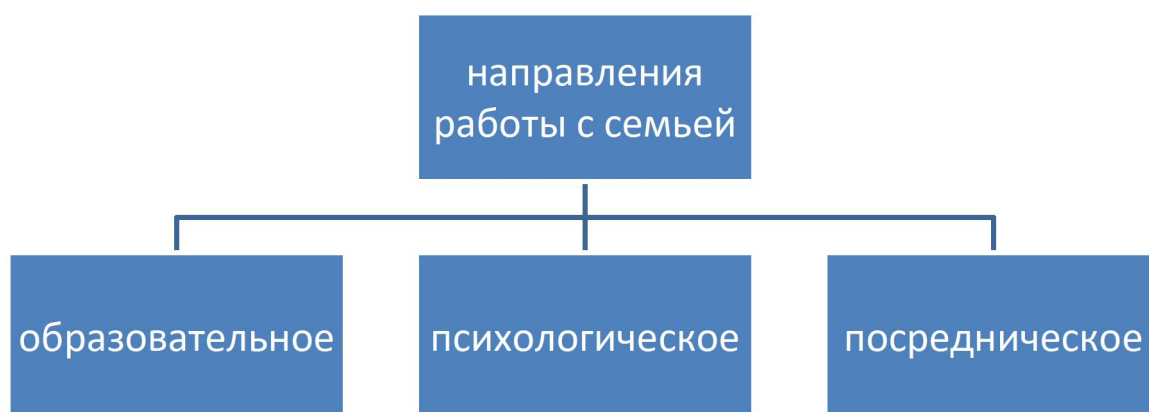 направления
работы с семьей
образовательное
психологическое
посредническое